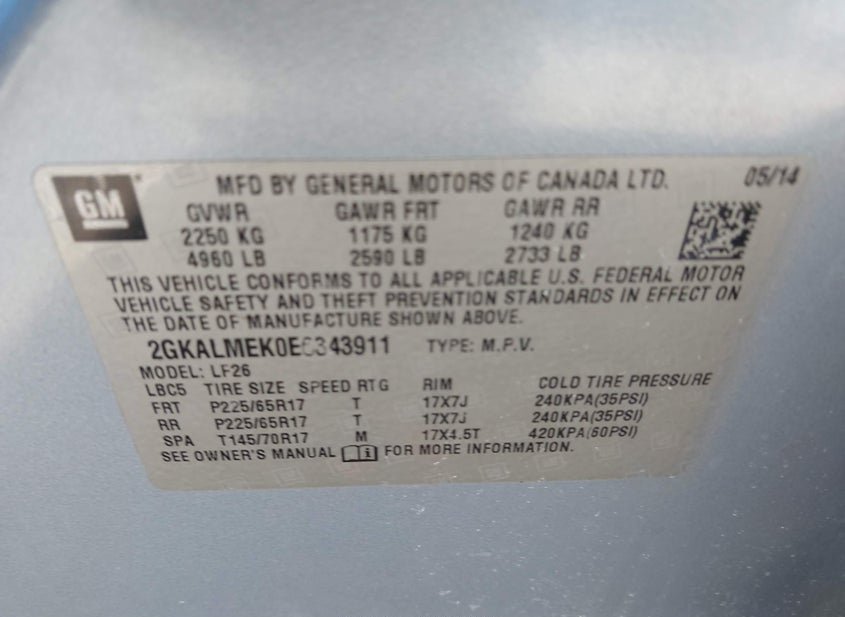 GM
MFD BY GENERAL MOTORS OF CANADA LTD. 05/14
GVWR GAWR FRT GAWR RR
2250 KG 1175 KG 1240 KG
4960 LB 2590 LB 2733 LB
THIS VEHICLE CONFORMS TO ALL APPLICABLE U.S. FEDERAL MOTOR
VEHICLE SAFETY AND THEFT PREVENTION STANDARDS IN EFFECT ON
THE DATE OF MANUFACTURE SHOWN ABOVE.
2GKALMEK0E6343911 TYPE: M.P.V.
MODEL: LF26
LBC5 TIRE SIZE SPEED RTG RIM COLD TIRE PRESSURE
FRT P225/65R17 T 17X7J 240KPA(35PSI)
RR P225/65R17 T 17X7J 240KPA(35PSI)
SPA T145/70R17 M 17X4.5T 420KPA(60PSI)
SEE OWNER'S MANUAL FOR MORE INFORMATION.